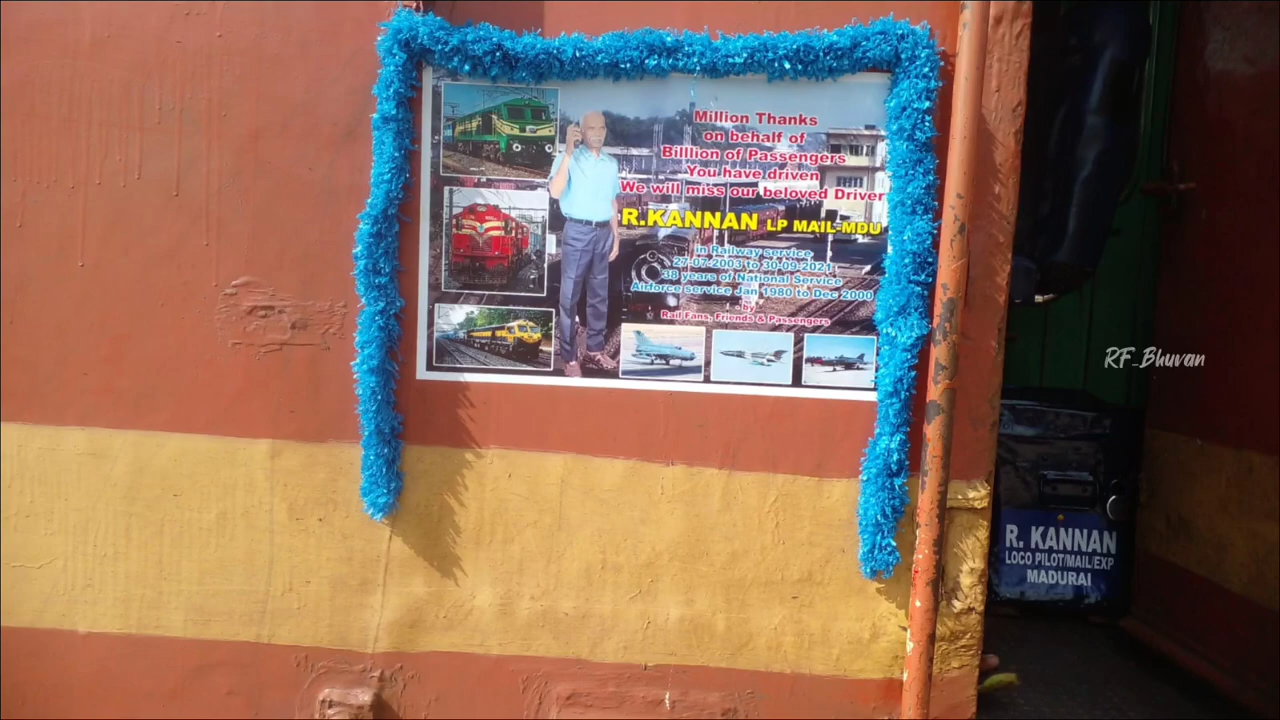 Million Thanks
on behalf of
Billlion of Passengers
You have driven
We will miss our beloved Driver
R.KANNAN LP MAIL-MDU
in Railway service
27-07-2003 to 30-09-2021
38 years of National Service
Airforce service Jan 1980 to Dec 2000
- by
Rail Fans, Friends & Passengers
RF_Bhuvan
R. KANNAN
LOCO PILOT/MAIL/EXP
MADURAI